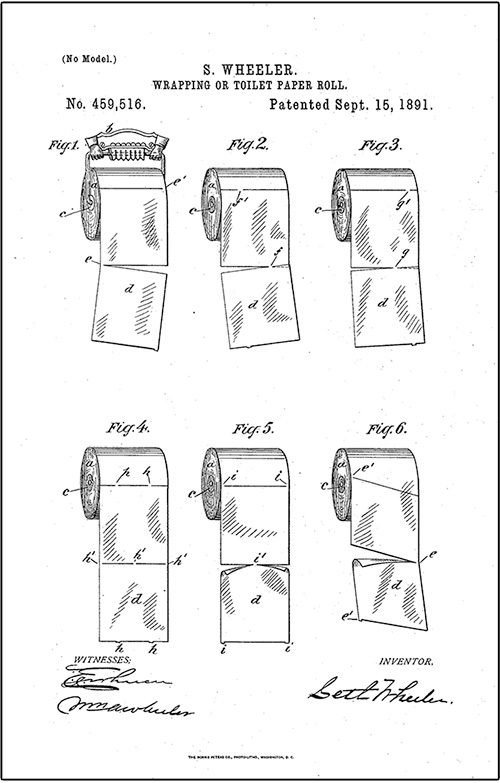 (No Model.)
S. WHEELER.
WRAPPING OR TOILET PAPER ROLL.
No. 459,516. Patented Sept. 15, 1891.
Fig.1. Fig.2. Fig.3.
b
a e' a f' a g'
c c c
e f g
d d d
Fig.4. Fig.5. Fig.6.
a h h a i i a e'
c c c
h' h' h' i' e
d d d
h h i i e'
WITNESSES: INVENTOR.
Seth Wheeler.
Wm A Wheeler
THE NORRIS PETERS CO., PHOTO-LITHO., WASHINGTON, D. C.